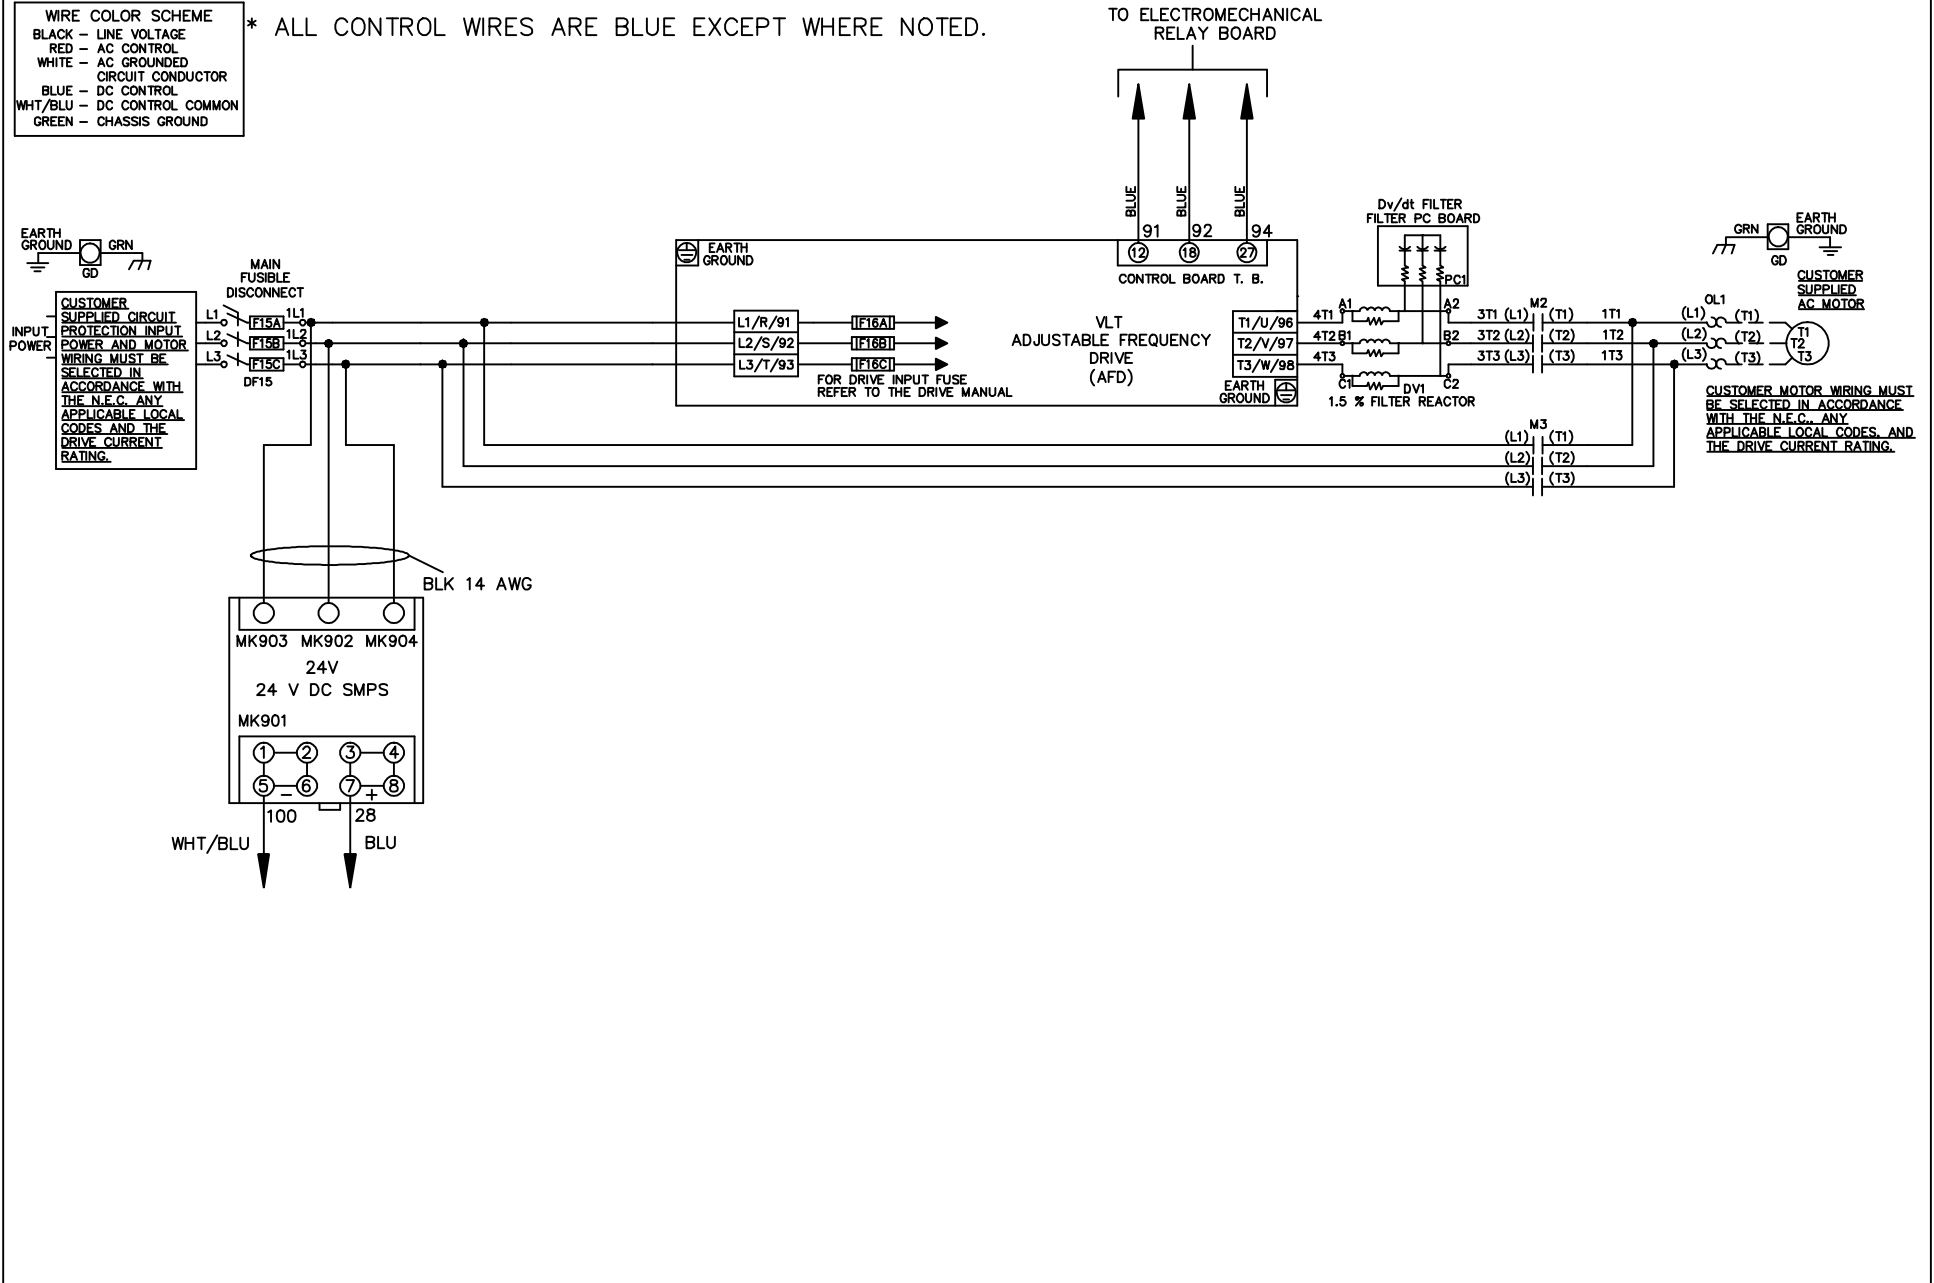 WIRE COLOR SCHEME
BLACK – LINE VOLTAGE
RED – AC CONTROL
WHITE – AC GROUNDED
CIRCUIT CONDUCTOR
BLUE – DC CONTROL
WHT/BLU – DC CONTROL COMMON
GREEN – CHASSIS GROUND
* ALL CONTROL WIRES ARE BLUE EXCEPT WHERE NOTED.
TO ELECTROMECHANICAL
RELAY BOARD
BLUE
BLUE
BLUE
91
92
94
12
18
27
CONTROL BOARD T. B.
EARTH
GROUND
GRN
GD
MAIN
FUSIBLE
DISCONNECT
INPUT
POWER
CUSTOMER
SUPPLIED CIRCUIT
PROTECTION INPUT
POWER AND MOTOR
WIRING MUST BE
SELECTED IN
ACCORDANCE WITH
THE N.E.C. ANY
APPLICABLE LOCAL
CODES AND THE
DRIVE CURRENT
RATING.
L1
F15A
1L1
L2
F15B
1L2
L3
F15C
1L3
DF15
EARTH
GROUND
L1/R/91
L2/S/92
L3/T/93
F16A
F16B
F16C
FOR DRIVE INPUT FUSE
REFER TO THE DRIVE MANUAL
VLT
ADJUSTABLE FREQUENCY
DRIVE
(AFD)
T1/U/96
T2/V/97
T3/W/98
EARTH
GROUND
Dv/dt FILTER
FILTER PC BOARD
PC1
4T1
A1
A2
4T2
B1
B2
4T3
C1
C2
DV1
1.5 % FILTER REACTOR
M2
3T1 (L1) (T1) 1T1
3T2 (L2) (T2) 1T2
3T3 (L3) (T3) 1T3
M3
(L1) (T1)
(L2) (T2)
(L3) (T3)
OL1
(L1) (T1)
(L2) (T2)
(L3) (T3)
GRN
EARTH
GROUND
GD
CUSTOMER
SUPPLIED
AC MOTOR
T1
T2
T3
CUSTOMER MOTOR WIRING MUST
BE SELECTED IN ACCORDANCE
WITH THE N.E.C., ANY
APPLICABLE LOCAL CODES, AND
THE DRIVE CURRENT RATING.
BLK 14 AWG
MK903 MK902 MK904
24V
24 V DC SMPS
MK901
1 2 3 4
5 6 7 8
– +
100
28
WHT/BLU
BLU